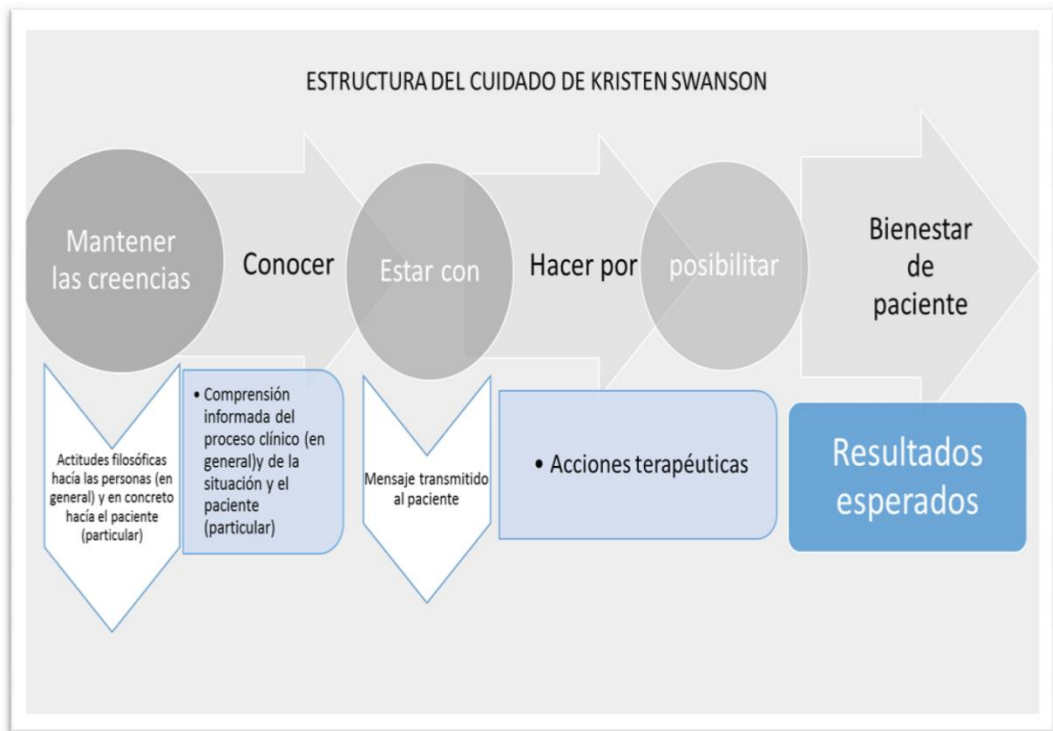 ESTRUCTURA DEL CUIDADO DE KRISTEN SWANSON
Mantener
las creencias
Conocer
Estar con
Hacer por
posibilitar
Bienestar
de
paciente
Actitudes filosóficas
hacía las personas (en
general) y en concreto
hacía el paciente
(particular)
• Comprensión
informada del
proceso clínico (en
general)y de la
situación y el
paciente
(particular)
Mensaje transmitido
al paciente
• Acciones terapéuticas
Resultados
esperados